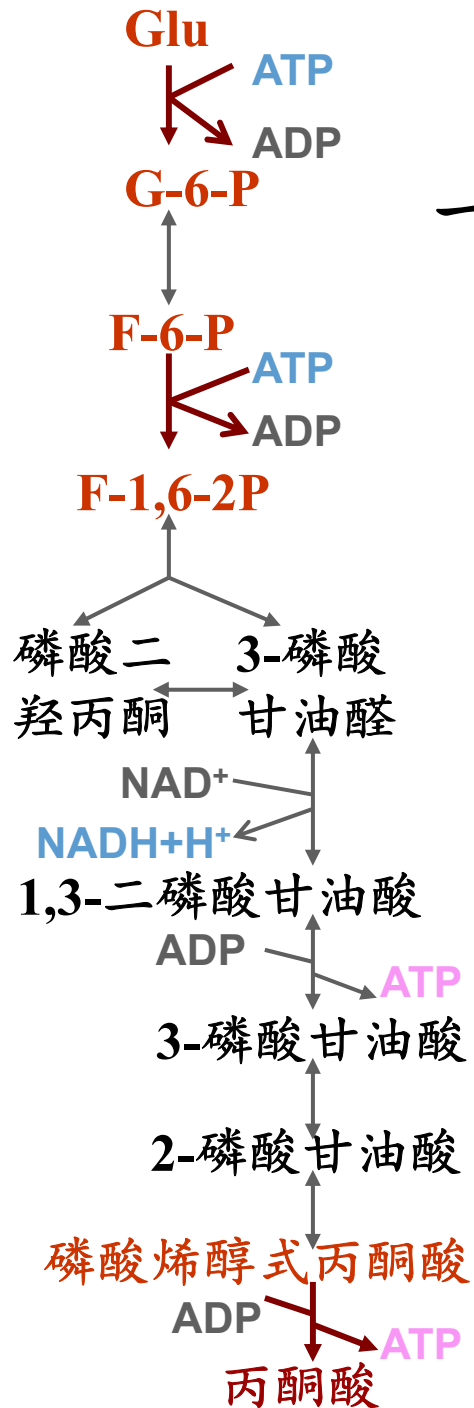 Glu
ATP
ADP
G-6-P
一
F-6-P
ATP
ADP
F-1,6-2P
磷酸二 3-磷酸
羟丙酮 甘油醛
NAD⁺
NADH+H⁺
1,3-二磷酸甘油酸
ADP
ATP
3-磷酸甘油酸
2-磷酸甘油酸
磷酸烯醇式丙酮酸
ADP
ATP
丙酮酸